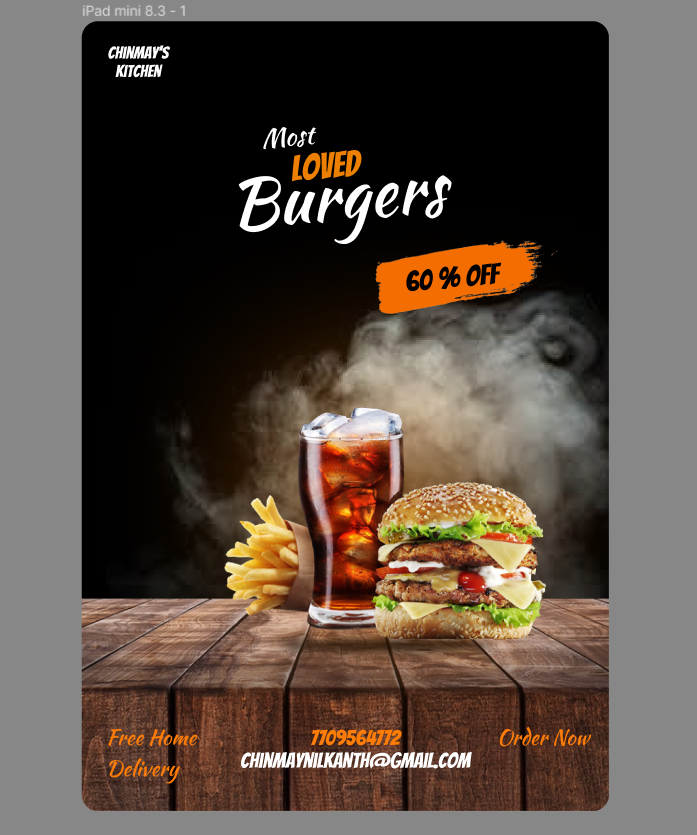 iPad mini 8.3 - 1
CHINMAY'S
KITCHEN
Most
LOVED
Burgers
60 % OFF
Free Home
Delivery
7709564772
CHINMAYNILKANTH@GMAIL.COM
Order Now